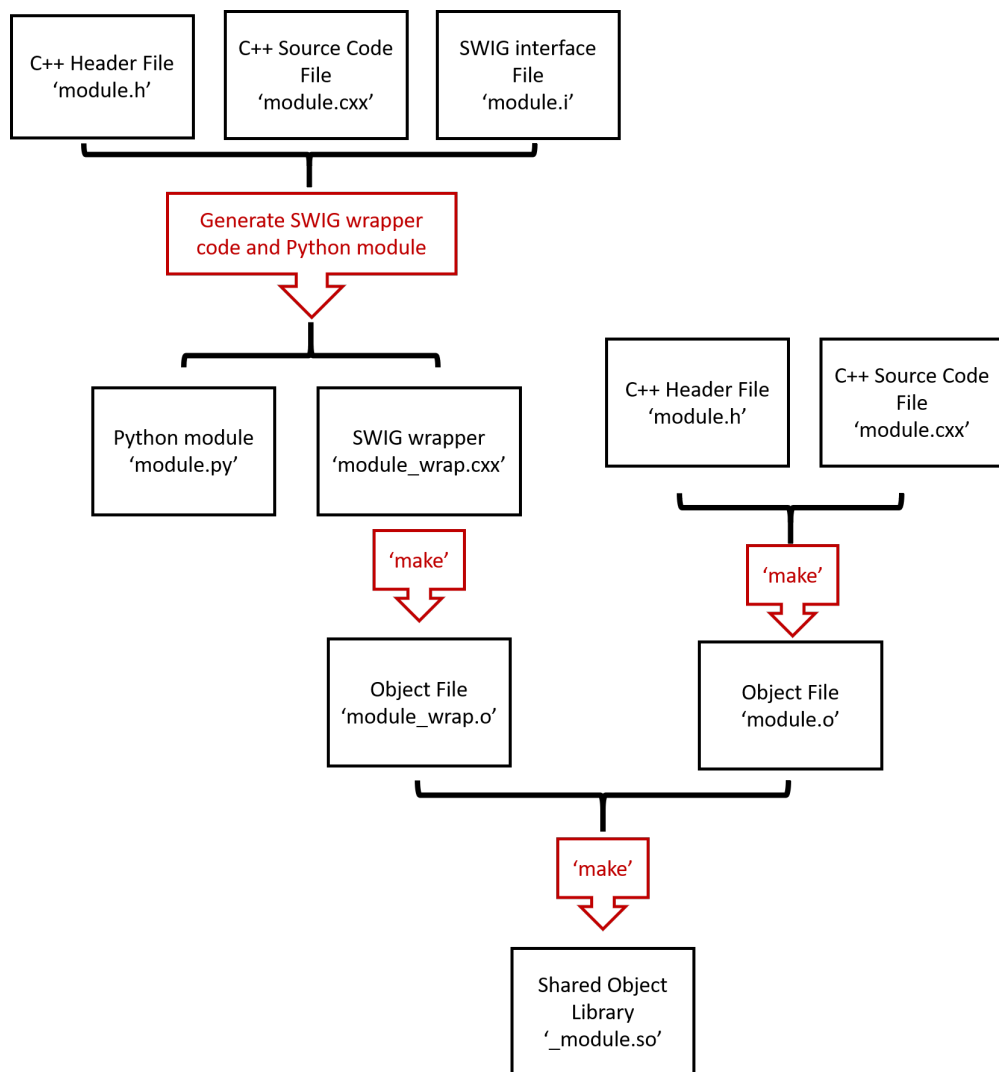 C++ Header File
‘module.h’
C++ Source Code
File
‘module.cxx’
SWIG interface
File
‘module.i’
Generate SWIG wrapper
code and Python module
Python module
‘module.py’
SWIG wrapper
‘module_wrap.cxx’
C++ Header File
‘module.h’
C++ Source Code
File
‘module.cxx’
‘make’
‘make’
Object File
‘module_wrap.o’
Object File
‘module.o’
‘make’
Shared Object
Library
‘_module.so’